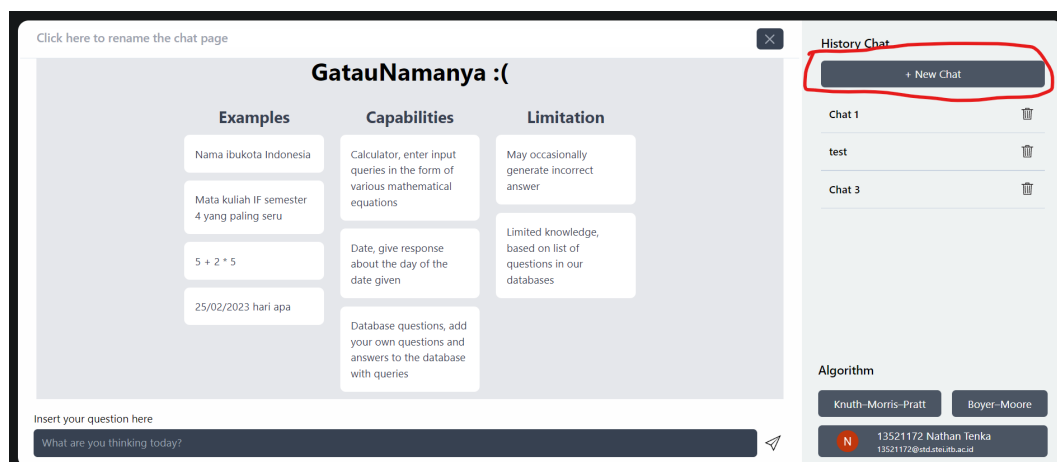 Click here to rename the chat page
GatauNamanya :(
Examples
Nama ibukota Indonesia
Mata kuliah IF semester
4 yang paling seru
5 + 2 * 5
25/02/2023 hari apa
Capabilities
Calculator, enter input
queries in the form of
various mathematical
equations
Date, give response
about the day of the
date given
Database questions, add
your own questions and
answers to the database
with queries
Limitation
May occasionally
generate incorrect
answer
Limited knowledge,
based on list of
questions in our
databases
Insert your question here
What are you thinking today?
History Chat
+ New Chat
Chat 1
test
Chat 3
Algorithm
Knuth–Morris–Pratt
Boyer–Moore
N
13521172 Nathan Tenka
13521172@std.stei.itb.ac.id